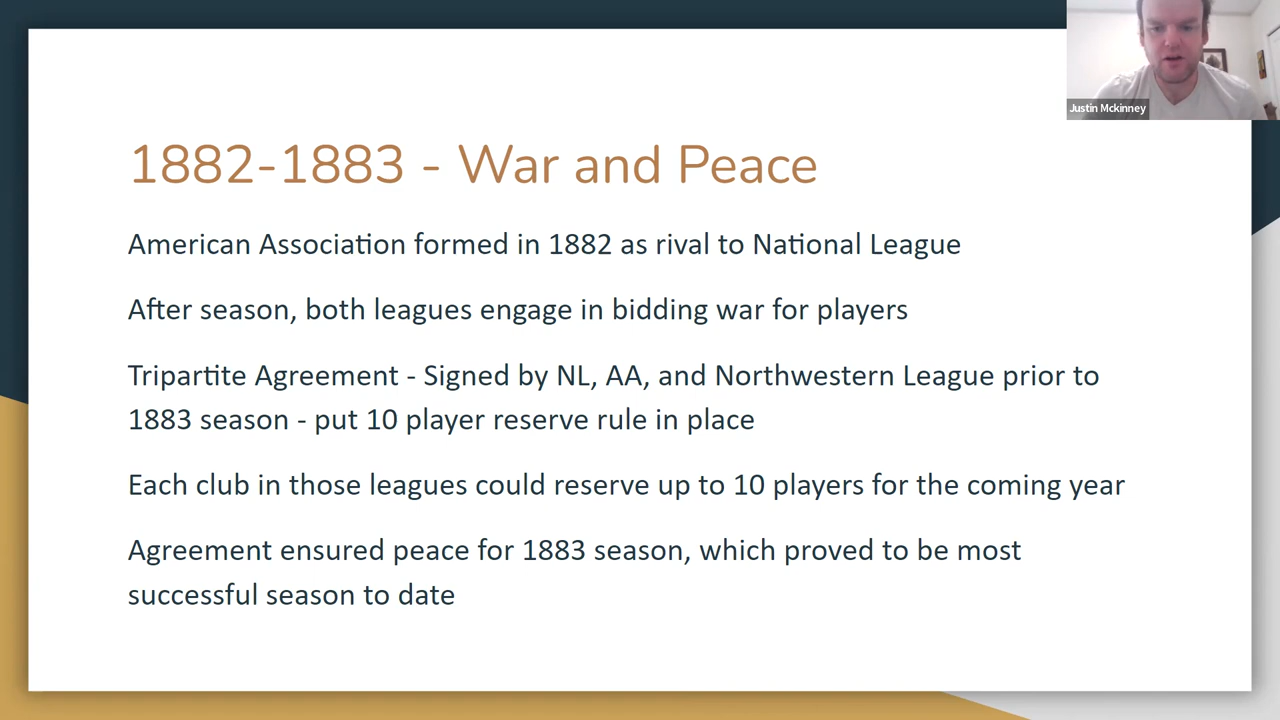 Justin Mckinney
1882-1883 - War and Peace
American Association formed in 1882 as rival to National League
After season, both leagues engage in bidding war for players
Tripartite Agreement - Signed by NL, AA, and Northwestern League prior to
1883 season - put 10 player reserve rule in place
Each club in those leagues could reserve up to 10 players for the coming year
Agreement ensured peace for 1883 season, which proved to be most
successful season to date